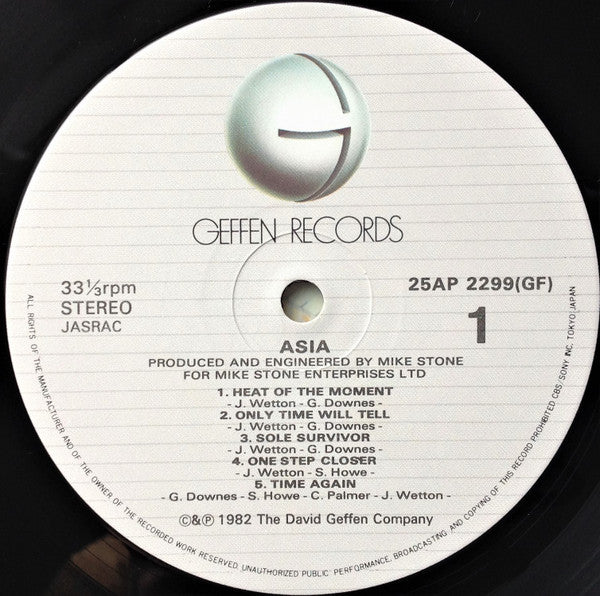 GEFFEN RECORDS
33⅓rpm
STEREO
JASRAC
25AP 2299(GF)
1
ASIA
PRODUCED AND ENGINEERED BY MIKE STONE
FOR MIKE STONE ENTERPRISES LTD
1. HEAT OF THE MOMENT
- J. Wetton - G. Downes -
2. ONLY TIME WILL TELL
- J. Wetton - G. Downes -
3. SOLE SURVIVOR
- J. Wetton - G. Downes -
4. ONE STEP CLOSER
- J. Wetton - S. Howe -
5. TIME AGAIN
- G. Downes - S. Howe - C. Palmer - J. Wetton -
©&℗ 1982 The David Geffen Company
ALL RIGHTS OF THE MANUFACTURER AND OF THE OWNER OF THE RECORDED WORK RESERVED. UNAUTHORIZED PUBLIC PERFORMANCE, BROADCASTING AND COPYING OF THIS RECORD PROHIBITED CBS/SONY INC. TOKYO JAPAN